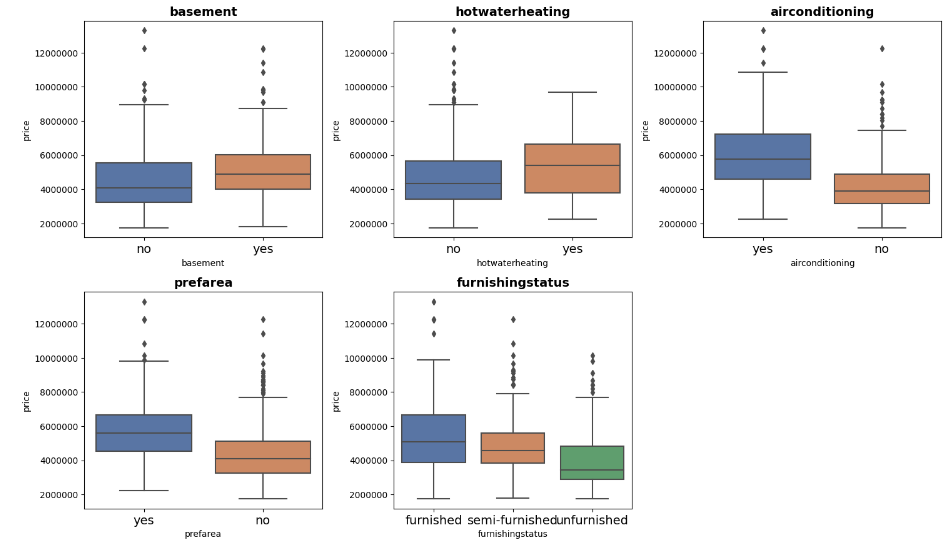 basement
price
12000000
10000000
8000000
6000000
4000000
2000000
no yes
basement
hotwaterheating
price
12000000
10000000
8000000
6000000
4000000
2000000
no yes
hotwaterheating
airconditioning
price
12000000
10000000
8000000
6000000
4000000
2000000
yes no
airconditioning
prefarea
price
12000000
10000000
8000000
6000000
4000000
2000000
yes no
prefarea
furnishingstatus
price
12000000
10000000
8000000
6000000
4000000
2000000
furnished semi-furnished unfurnished
furnishingstatus